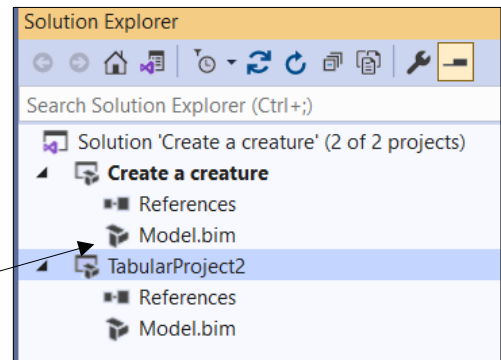 Solution Explorer
Search Solution Explorer (Ctrl+;)
Solution 'Create a creature' (2 of 2 projects)
Create a creature
References
Model.bim
TabularProject2
References
Model.bim